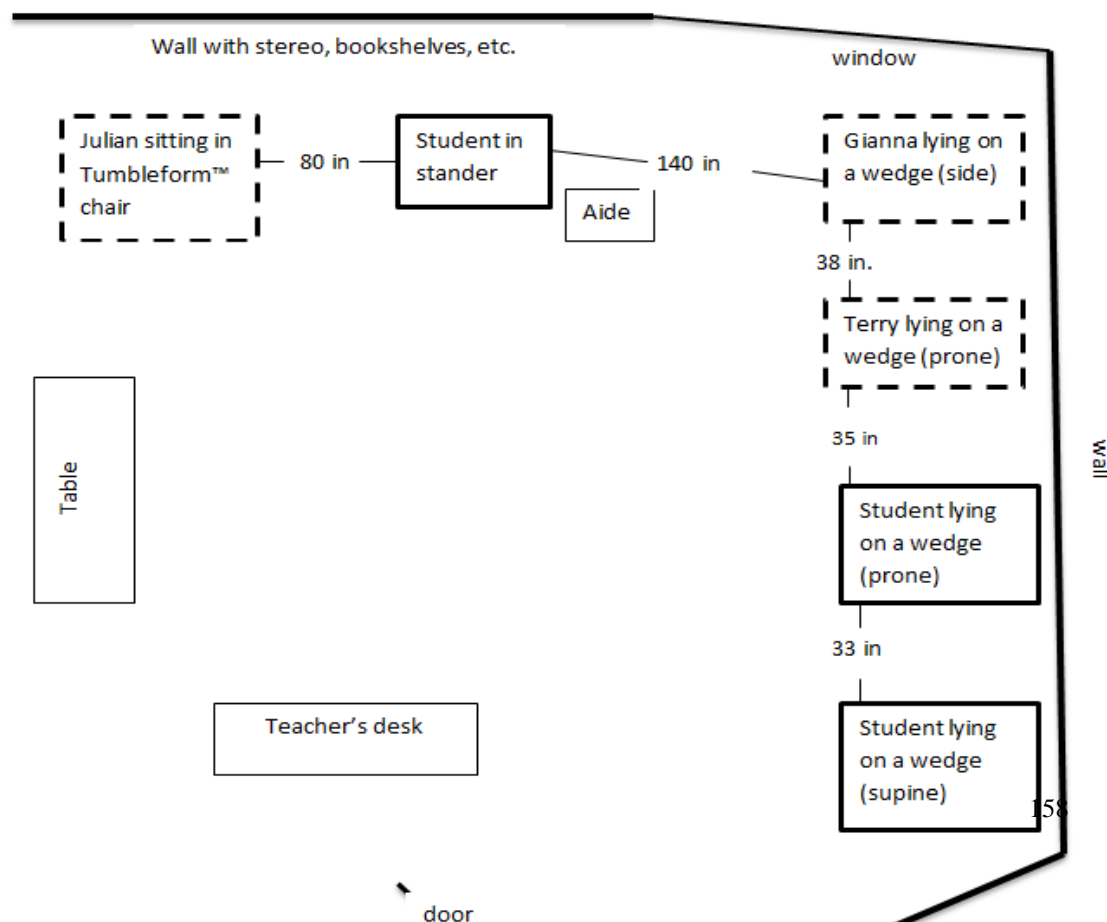 Wall with stereo, bookshelves, etc.
window
Julian sitting in
Tumbleform™
chair
80 in
Student in
stander
140 in
Gianna lying on
a wedge (side)
Aide
38 in.
Terry lying on a
wedge (prone)
35 in
wall
Table
Student lying
on a wedge
(prone)
33 in
Teacher's desk
Student lying
on a wedge
(supine)
158
door